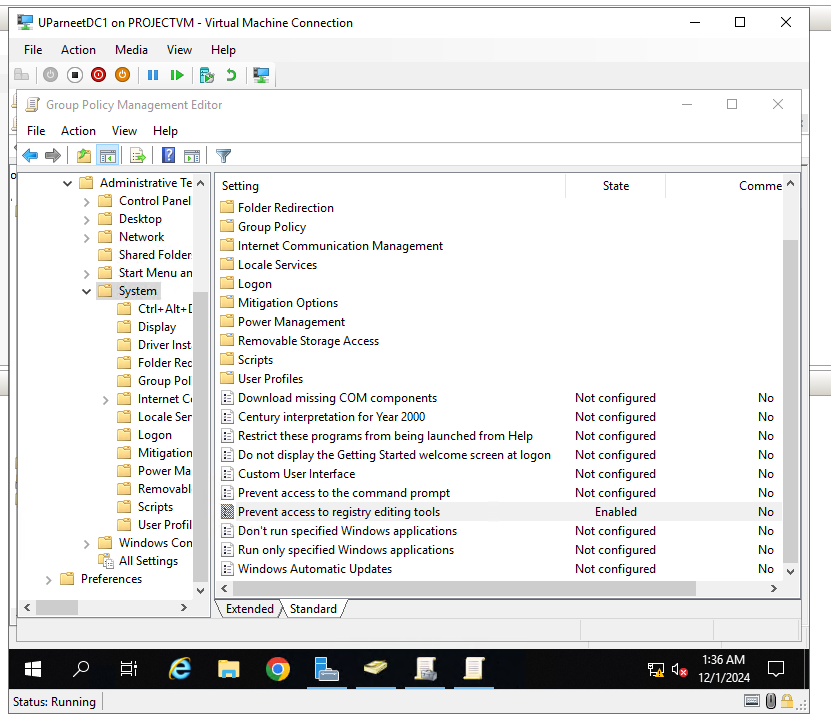 UParneetDC1 on PROJECTVM - Virtual Machine Connection
File Action Media View Help
Group Policy Management Editor
File Action View Help
Administrative Te
Control Panel
Desktop
Network
Shared Folder
Start Menu an
System
Ctrl+Alt+D
Display
Driver Inst
Folder Red
Group Pol
Internet Co
Locale Ser
Logon
Mitigation
Power Ma
Removabl
Scripts
User Profil
Windows Con
All Settings
Preferences
Setting State Comme
Folder Redirection
Group Policy
Internet Communication Management
Locale Services
Logon
Mitigation Options
Power Management
Removable Storage Access
Scripts
User Profiles
Download missing COM components Not configured No
Century interpretation for Year 2000 Not configured No
Restrict these programs from being launched from Help Not configured No
Do not display the Getting Started welcome screen at logon Not configured No
Custom User Interface Not configured No
Prevent access to the command prompt Not configured No
Prevent access to registry editing tools Enabled No
Don't run specified Windows applications Not configured No
Run only specified Windows applications Not configured No
Windows Automatic Updates Not configured No
Extended Standard
1:36 AM
12/1/2024
Status: Running